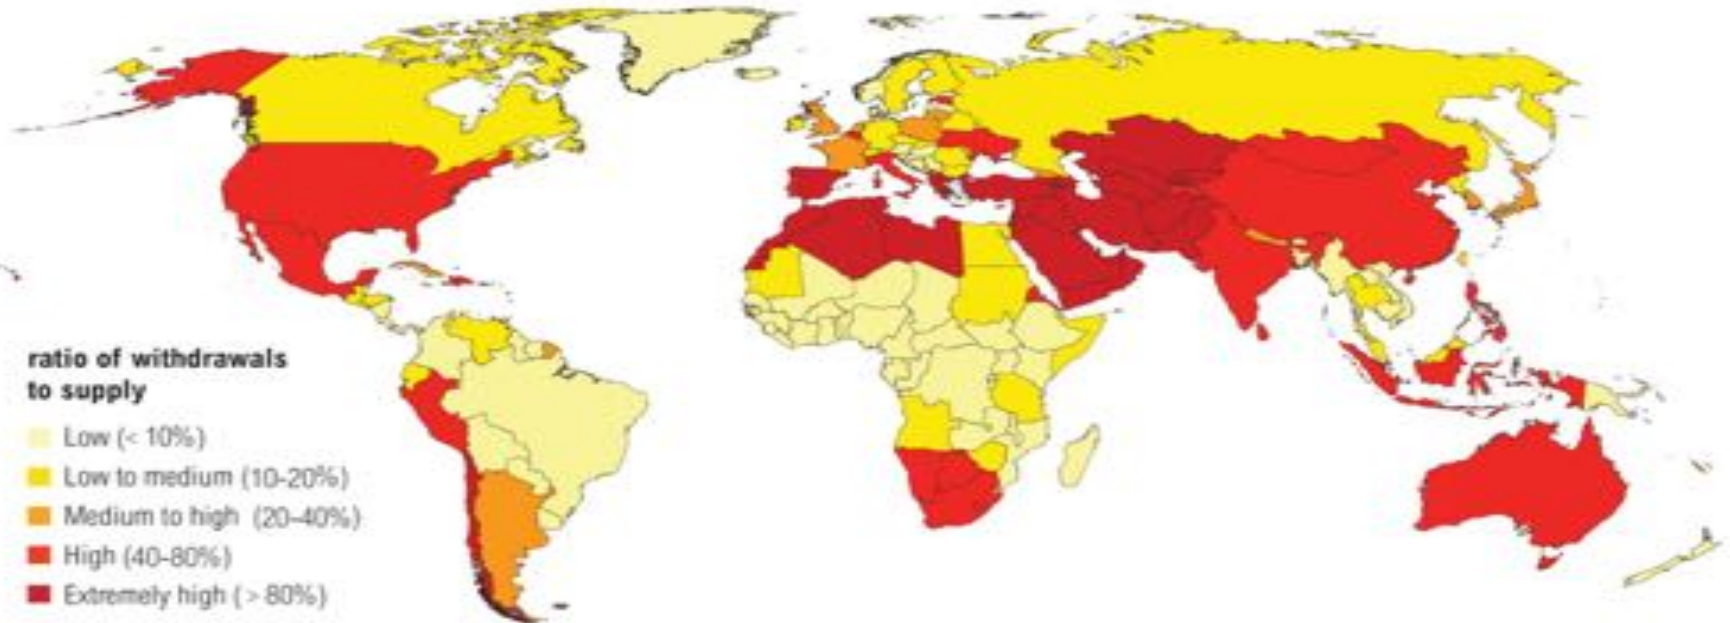 ratio of withdrawals
to supply
Low (< 10%)
Low to medium (10-20%)
Medium to high (20-40%)
High (40-80%)
Extremely high ( > 80%)